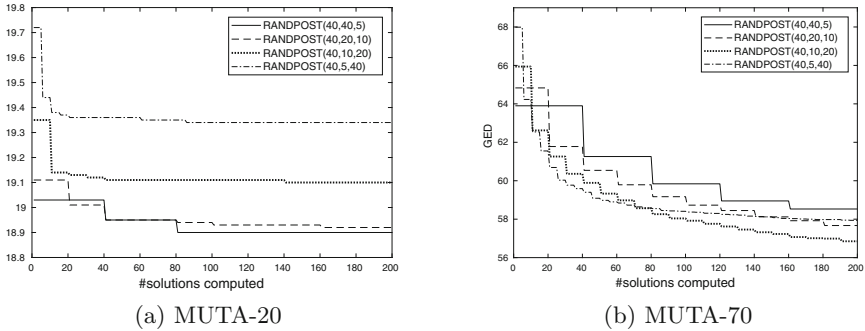 19.8
19.7
19.6
19.5
19.4
19.3
19.2
19.1
19
18.9
18.8
0 20 40 60 80 100 120 140 160 180 200
#solutions computed
RANDPOST(40,40,5)
RANDPOST(40,20,10)
RANDPOST(40,10,20)
RANDPOST(40,5,40)
(a) MUTA-20
GED
68
66
64
62
60
58
56
0 20 40 60 80 100 120 140 160 180 200
#solutions computed
RANDPOST(40,40,5)
RANDPOST(40,20,10)
RANDPOST(40,10,20)
RANDPOST(40,5,40)
(b) MUTA-70